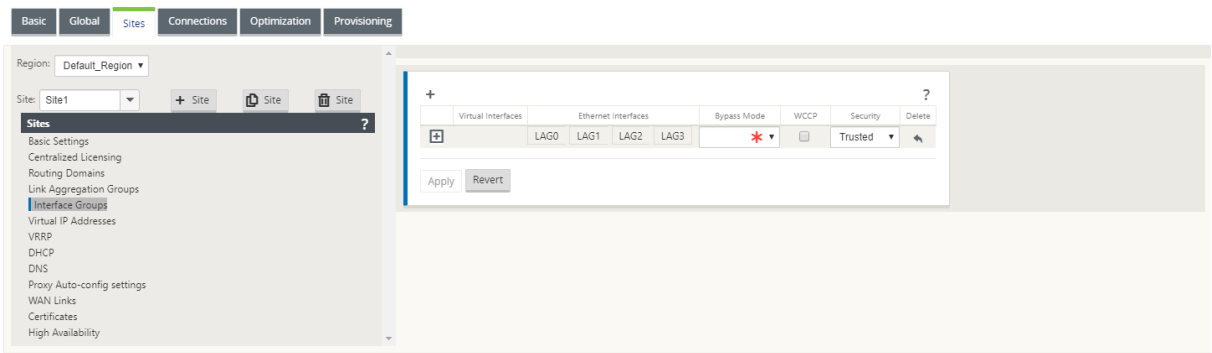 Basic Global Sites Connections Optimization Provisioning
Region: Default_Region
Site: Site1 + Site Site Site
Sites ?
Basic Settings
Centralized Licensing
Routing Domains
Link Aggregation Groups
Interface Groups
Virtual IP Addresses
VRRP
DHCP
DNS
Proxy Auto-config settings
WAN Links
Certificates
High Availability
+ ?
Virtual Interfaces Ethernet Interfaces Bypass Mode WCCP Security Delete
LAG0 LAG1 LAG2 LAG3 Trusted
Apply Revert